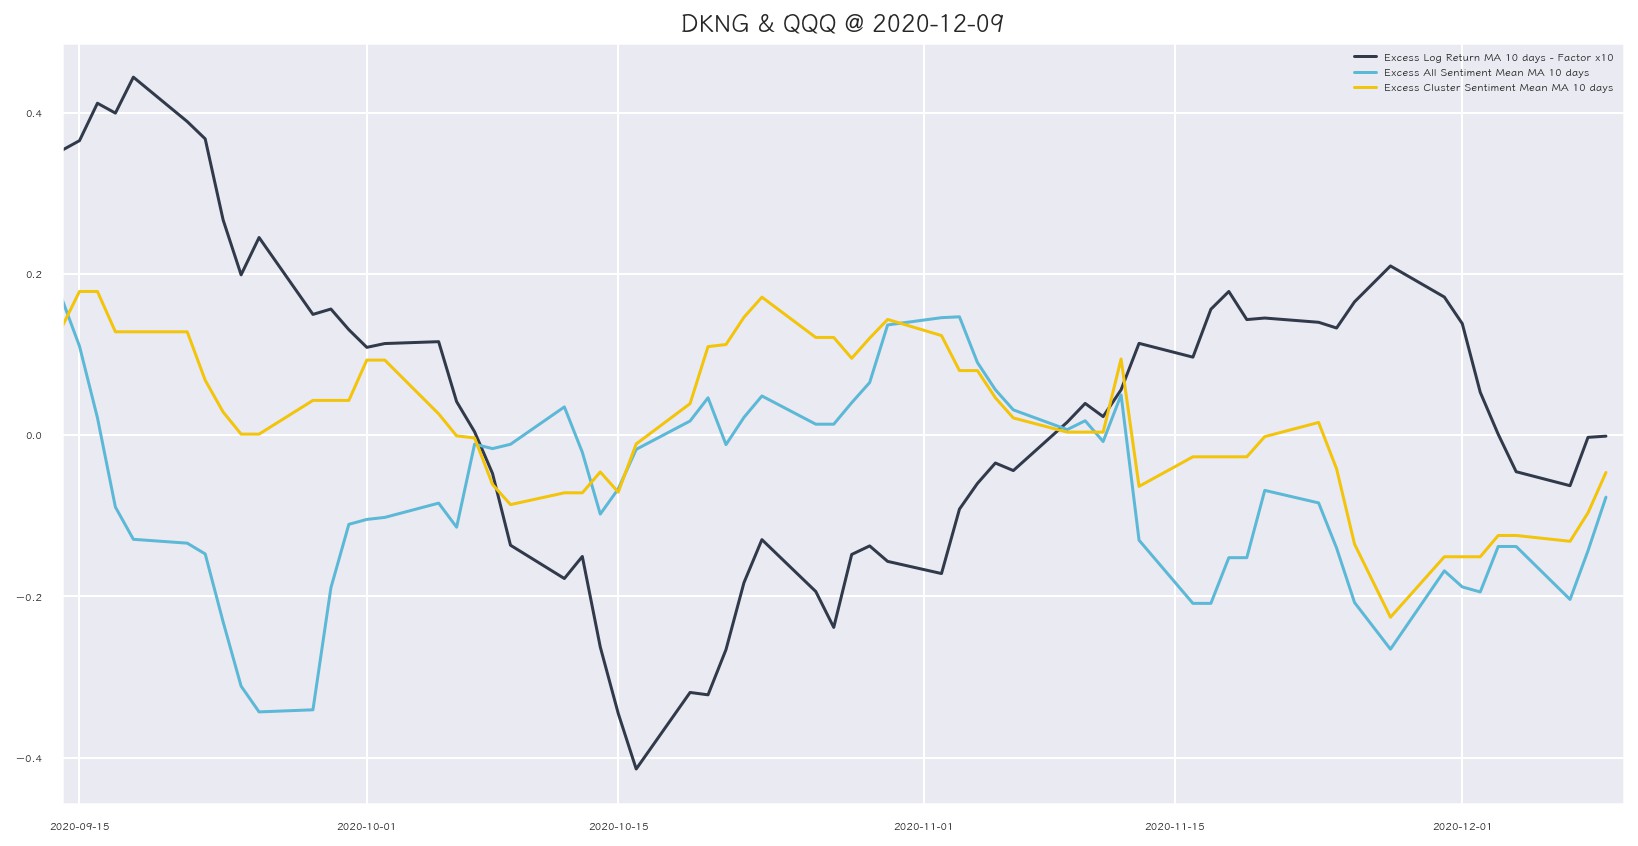 DKNG & QQQ @ 2020-12-09
Excess Log Return MA 10 days - Factor x10
Excess All Sentiment Mean MA 10 days
Excess Cluster Sentiment Mean MA 10 days
0.4
0.2
0.0
−0.2
−0.4
2020-09-15
2020-10-01
2020-10-15
2020-11-01
2020-11-15
2020-12-01